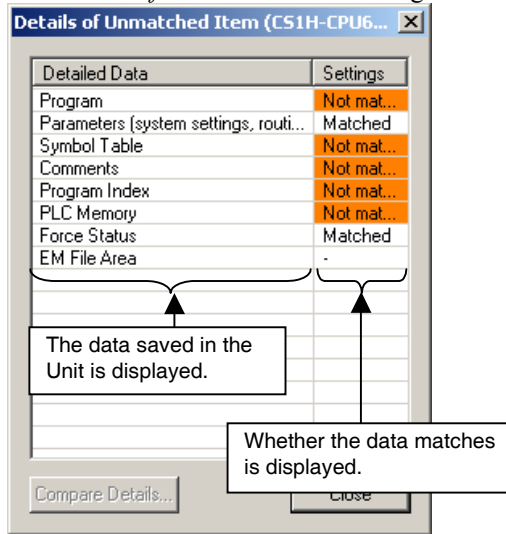 Details of Unmatched Item (CS1H-CPU6...
Detailed Data Settings
Program Not mat...
Parameters (system settings, routi... Matched
Symbol Table Not mat...
Comments Not mat...
Program Index Not mat...
PLC Memory Not mat...
Force Status Matched
EM File Area -
The data saved in the
Unit is displayed.
Whether the data matches
is displayed.
Compare Details... Close